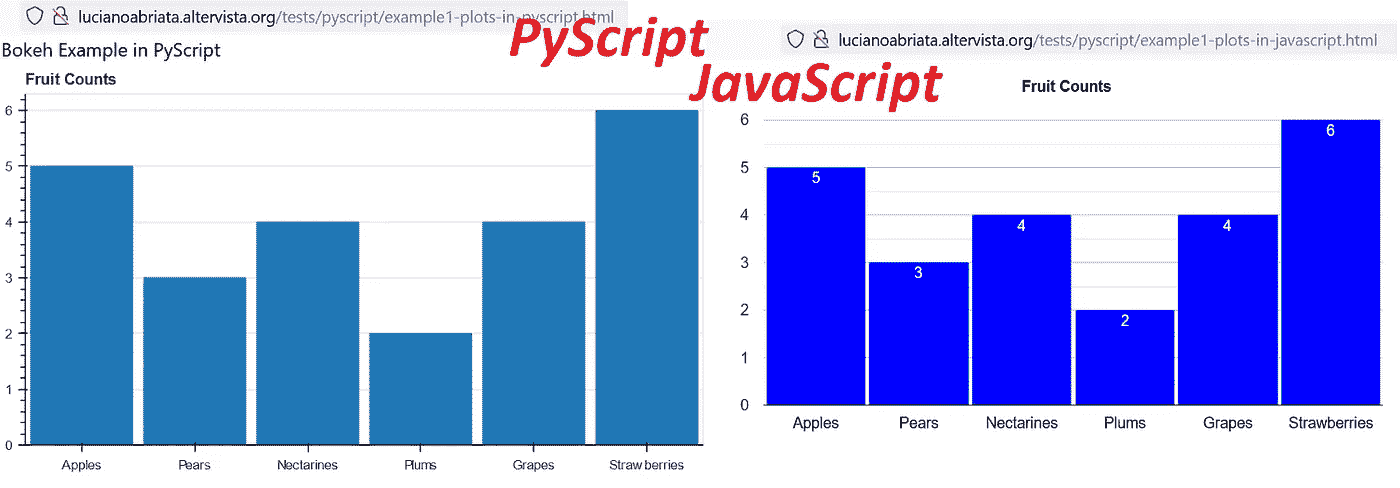 lucianoabriata.altervista.org/tests/pyscript/example1-plots-in-pyscript.html
Bokeh Example in PyScript
Fruit Counts
6
5
4
3
2
1
0
Apples Pears Nectarines Plums Grapes Strawberries
PyScript
JavaScript
lucianoabriata.altervista.org/tests/pyscript/example1-plots-in-javascript.html
Fruit Counts
6
5
4
3
2
1
0
5 3 4 2 4 6
Apples Pears Nectarines Plums Grapes Strawberries